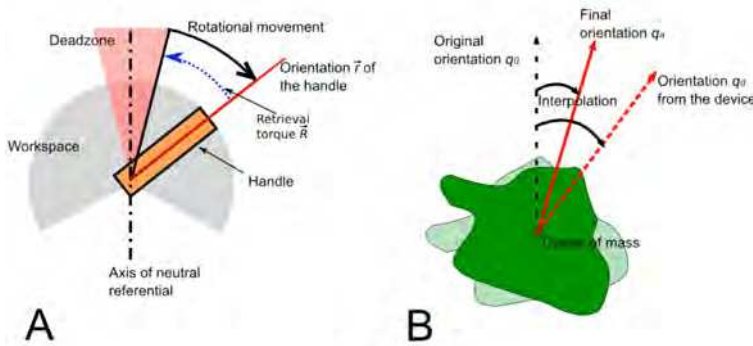 Deadzone
Rotational movement
Orientation r⃗ of
the handle
Retrieval
torque R⃗
Workspace
Handle
Axis of neutral
referential
A
Final
orientation qₐ
Original
orientation q₀
Orientation q_d
from the device
Interpolation
Center of mass
B